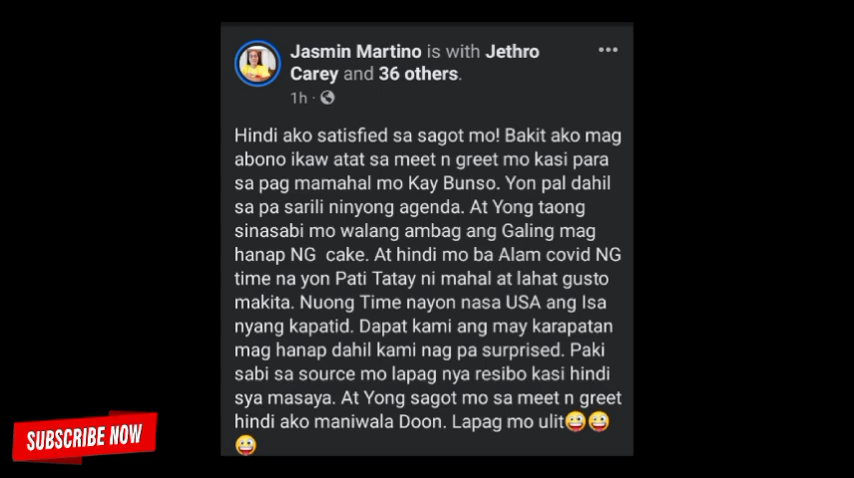 Jasmin Martino is with Jethro
Carey and 36 others.
1h ·
Hindi ako satisfied sa sagot mo! Bakit ako mag
abono ikaw atat sa meet n greet mo kasi para
sa pag mamahal mo Kay Bunso. Yon pal dahil
sa pa sarili ninyong agenda. At Yong taong
sinasabi mo walang ambag ang Galing mag
hanap NG cake. At hindi mo ba Alam covid NG
time na yon Pati Tatay ni mahal at lahat gusto
makita. Nuong Time nayon nasa USA ang Isa
nyang kapatid. Dapat kami ang may karapatan
mag hanap dahil kami nag pa surprised. Paki
sabi sa source mo lapag nya resibo kasi hindi
sya masaya. At Yong sagot mo sa meet n greet
hindi ako maniwala Doon. Lapag mo ulit🤪🤪
🤪
SUBSCRIBE NOW